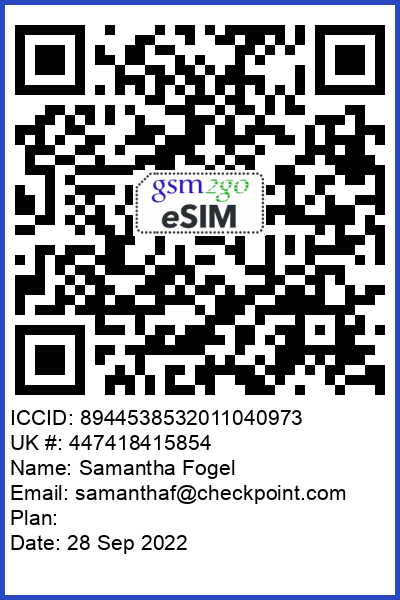 gsm2go
eSIM
ICCID: 8944538532011040973
UK #: 447418415854
Name: Samantha Fogel
Email: samanthaf@checkpoint.com
Plan:
Date: 28 Sep 2022